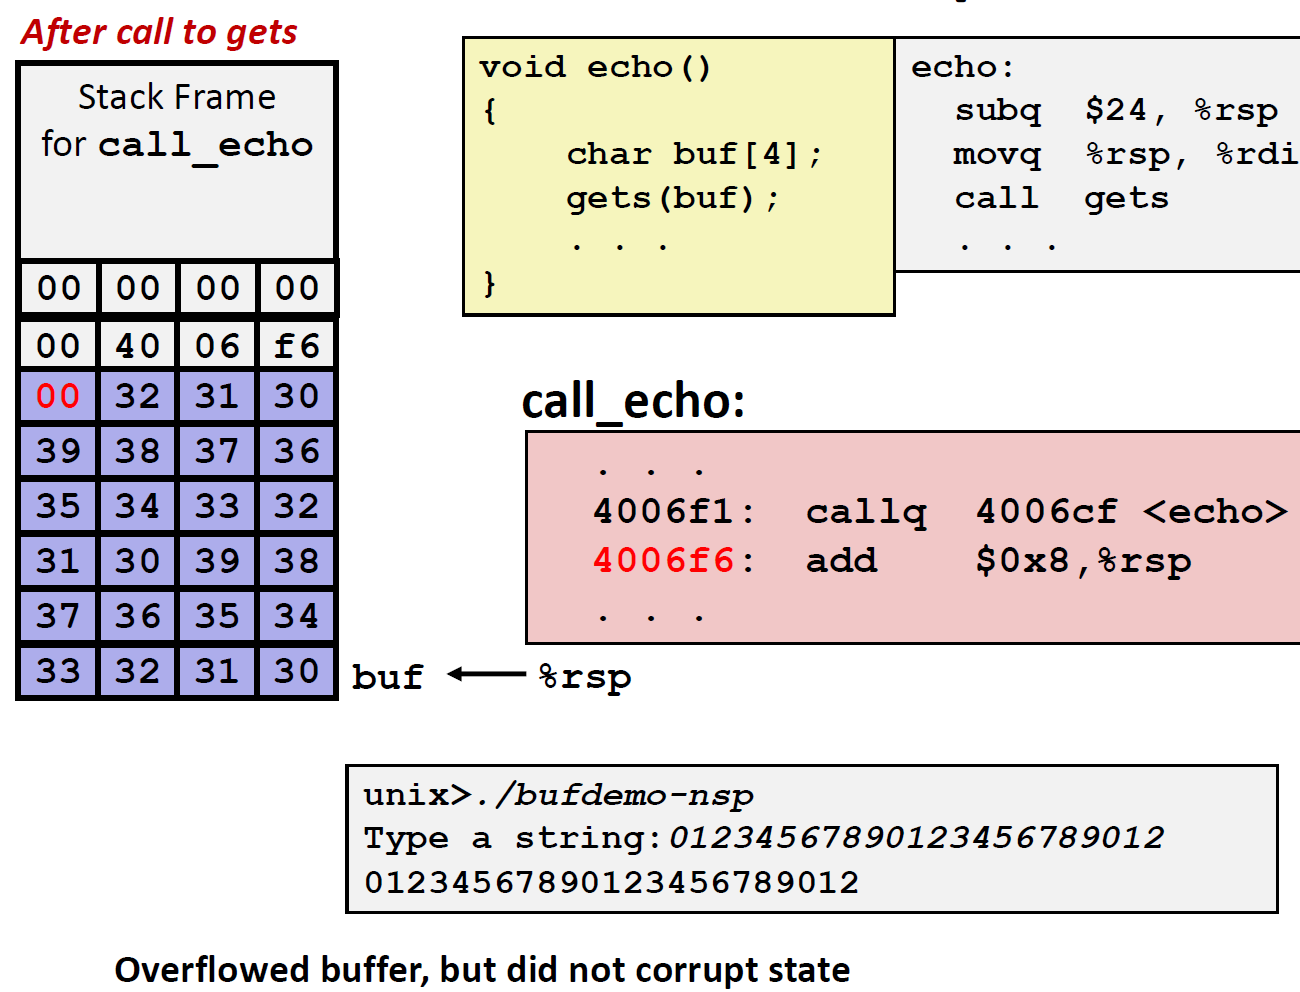 After call to gets
Stack Frame
for call_echo
00 00 00 00
00 40 06 f6
00 32 31 30
39 38 37 36
35 34 33 32
31 30 39 38
37 36 35 34
33 32 31 30
buf
%rsp
void echo()
{
char buf[4];
gets(buf);
. . .
}
echo:
subq $24, %rsp
movq %rsp, %rdi
call gets
. . .
call_echo:
. . .
4006f1: callq 4006cf <echo>
4006f6: add $0x8,%rsp
. . .
unix>./bufdemo-nsp
Type a string:01234567890123456789012
01234567890123456789012
Overflowed buffer, but did not corrupt state